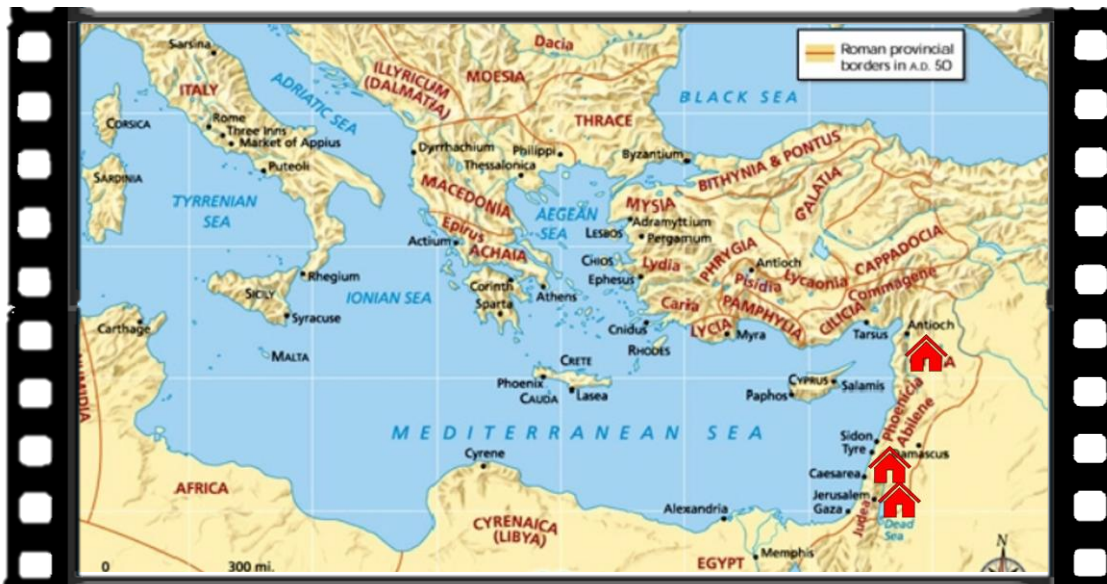 Sarsina
Dacia
Roman provincial
borders in A.D. 50
ITALY
ADRIATIC SEA
ILLYRICUM
(DALMATIA)
MOESIA
BLACK SEA
CORSICA
Rome
Three Inns
Market of Appius
THRACE
Puteoli
Dyrrhachium
Philippi
Byzantium
Thessalonica
BITHYNIA & PONTUS
SARDINIA
TYRRENIAN
SEA
MACEDONIA
AEGEAN
SEA
MYSIA
Adramyttium
GALATIA
LESBOS
Pergamum
Epirus
Actium
ACHAIA
CHIOS
Lydia
PHRYGIA
Antioch
CAPPADOCIA
Rhegium
Ephesus
Pisidia
Lycaonia
Commagene
SICILY
IONIAN SEA
Corinth
Athens
Sparta
Caria
PAMPHYLIA
CILICIA
Carthage
Syracuse
Cnidus
LYCIA
Myra
Tarsus
Antioch
MALTA
RHODES
A
CRETE
Phoenix
CAUDA
Lasea
CYPRUS
Salamis
Paphos
Phoenicia
Abilene
MEDITERRANEAN SEA
Sidon
Tyre
Damascus
Cyrene
Caesarea
AFRICA
Jerusalem
Alexandria
Gaza
Judea
CYRENAICA
(LIBYA)
Dead
Sea
N
EGYPT
Memphis
0 300 mi.